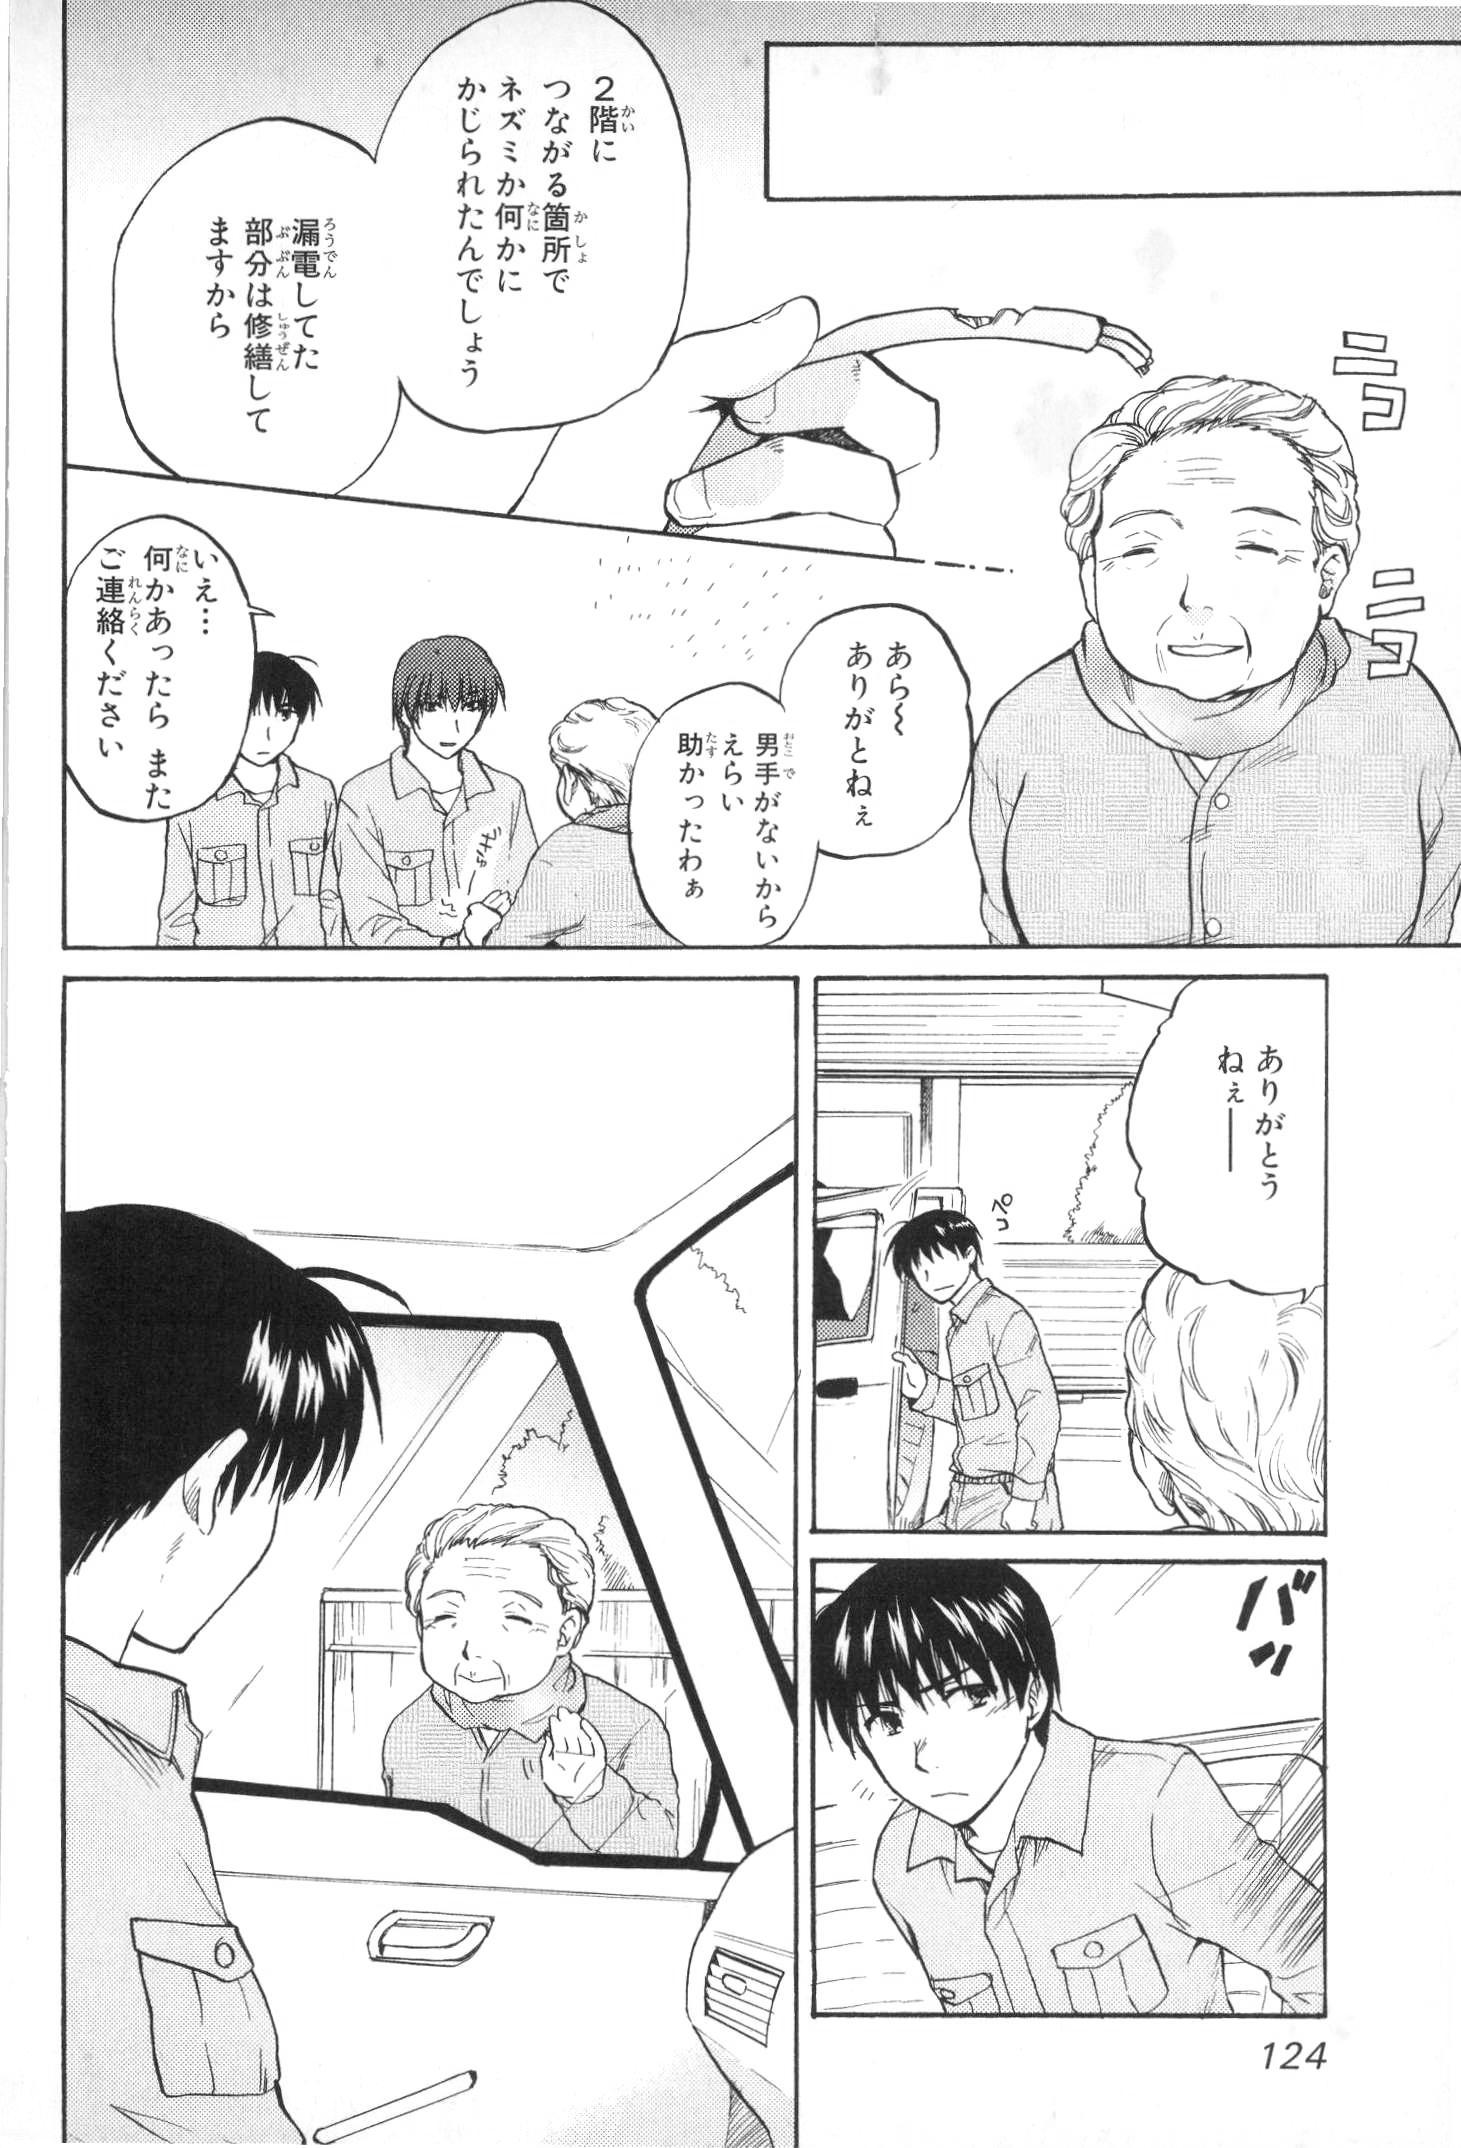 2階に
つながる箇所で
ネズミか何かに
かじられたんでしょう
漏電してた
部分は修繕して
ますから
ニコ
ニコ
あら〜
ありがとねぇ
男手がないから
えらい
助かったわぁ
いえ…
何かあったら また
ご連絡ください
ありがとう
ねぇ──
ペコ
バン
124